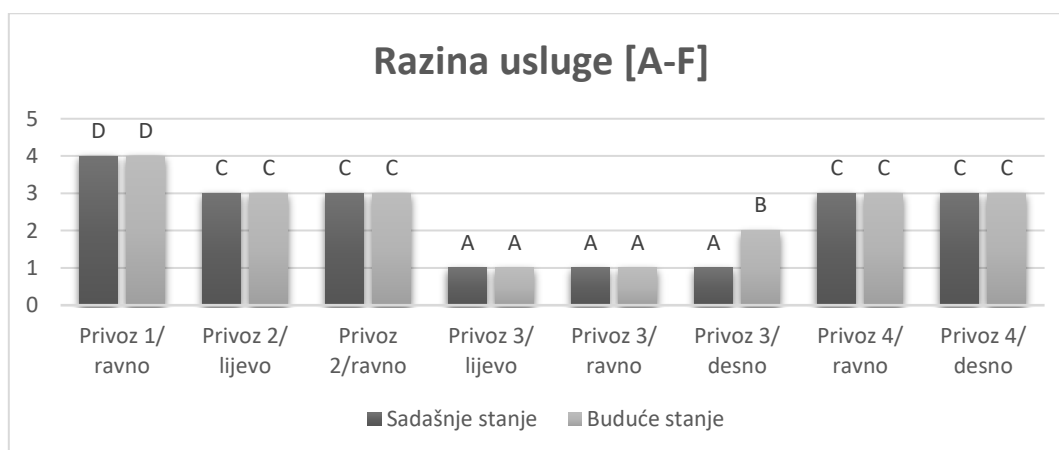 Razina usluge [A-F]
5
4
3
2
1
0
D D C C C C A A A A A B C C C C
Privoz 1/ Privoz 2/ Privoz Privoz 3/ Privoz 3/ Privoz 3/ Privoz 4/ Privoz 4/
ravno lijevo 2/ravno lijevo ravno desno ravno desno
Sadašnje stanje Buduće stanje